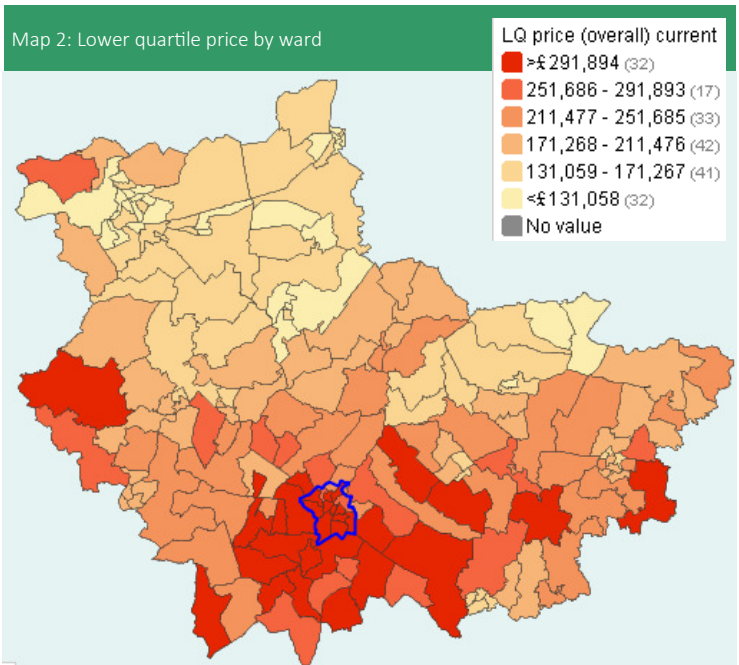 Map 2: Lower quartile price by ward
LQ price (overall) current
>£291,894 (32)
251,686 - 291,893 (17)
211,477 - 251,685 (33)
171,268 - 211,476 (42)
131,059 - 171,267 (41)
<£131,058 (32)
No value